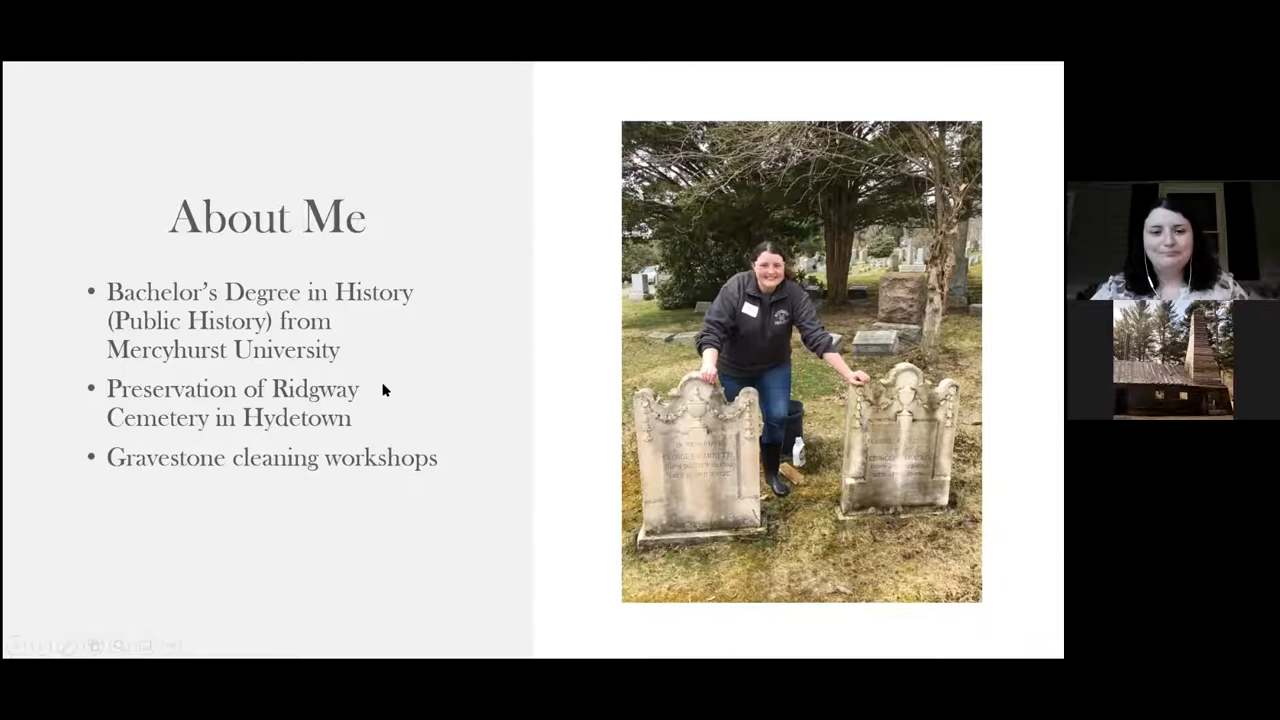 About Me
• Bachelor’s Degree in History
(Public History) from
Mercyhurst University
• Preservation of Ridgway
Cemetery in Hydetown
• Gravestone cleaning workshops